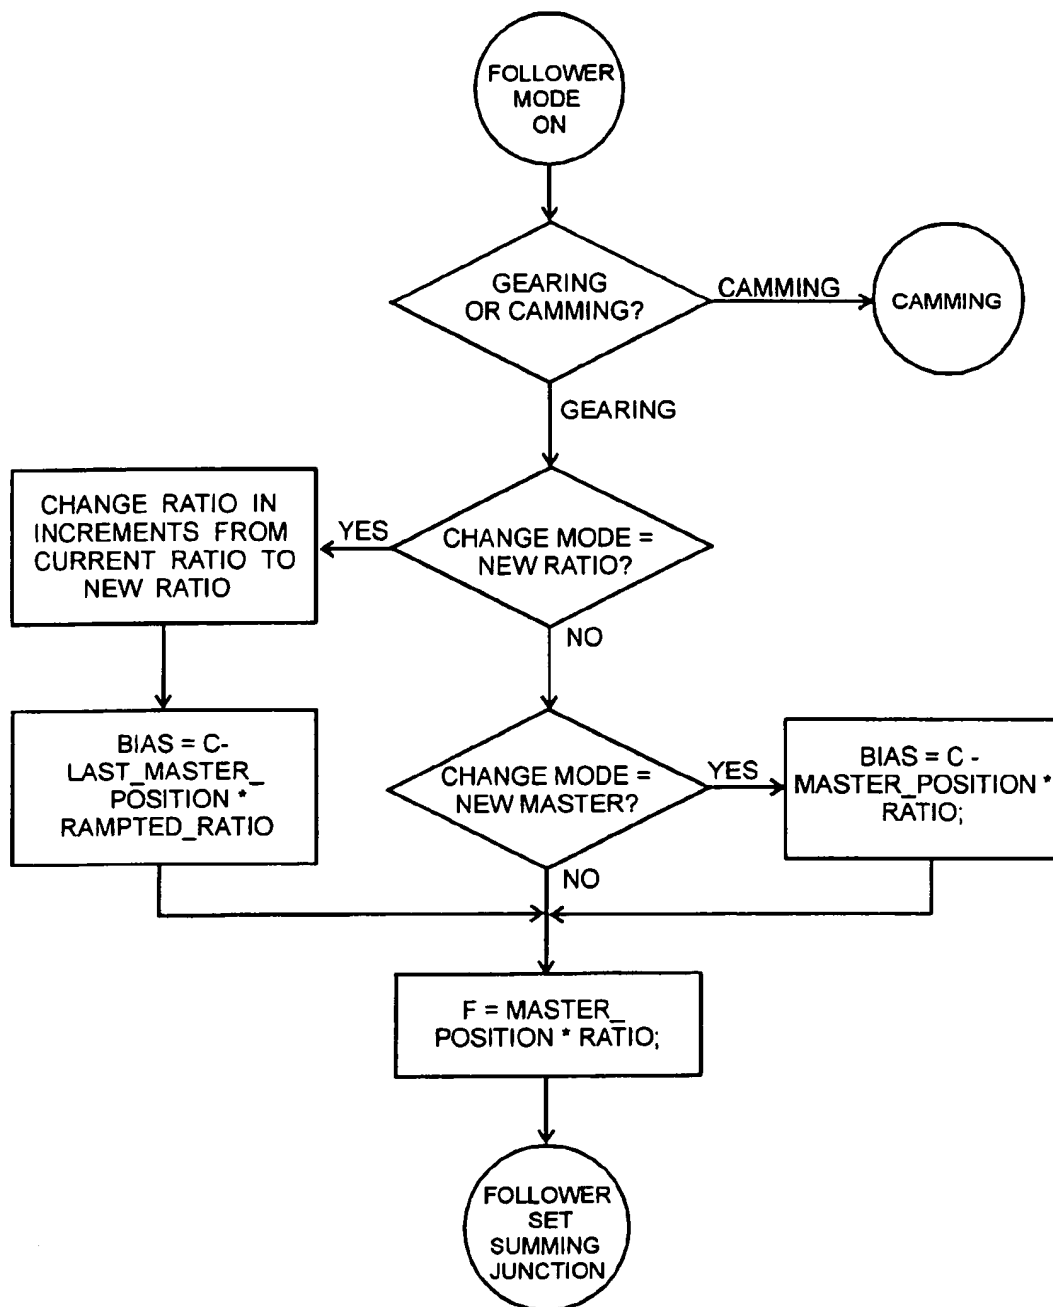 FOLLOWER
MODE
ON
GEARING
OR CAMMING?
CAMMING
CAMMING
GEARING
CHANGE RATIO IN
INCREMENTS FROM
CURRENT RATIO TO
NEW RATIO
YES
CHANGE MODE =
NEW RATIO?
NO
BIAS = C-
LAST_MASTER_
POSITION *
RAMPTED_RATIO
CHANGE MODE =
NEW MASTER?
YES
BIAS = C -
MASTER_POSITION *
RATIO;
NO
F = MASTER_
POSITION * RATIO;
FOLLOWER
SET
SUMMING
JUNCTION